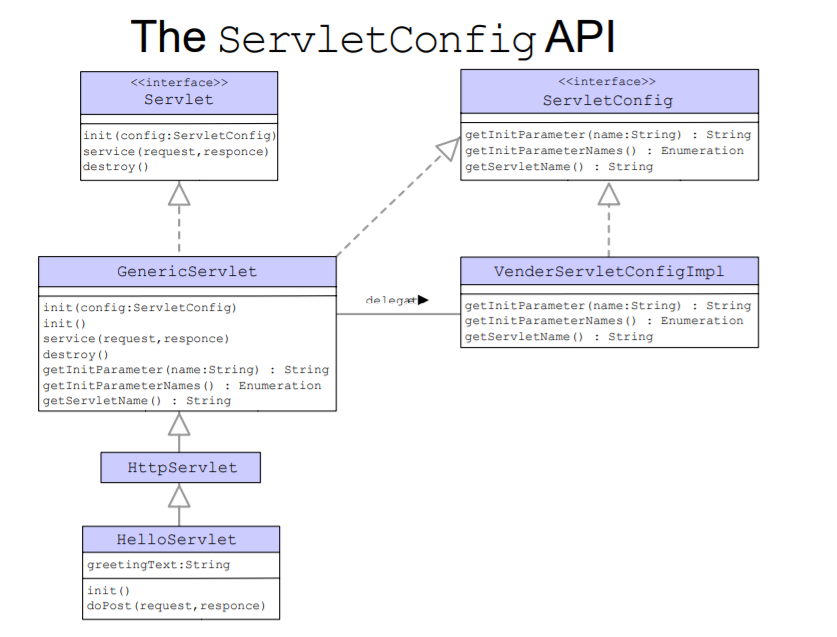 The ServletConfig API
<<interface>>
Servlet
init(config:ServletConfig)
service(request,responce)
destroy()
<<interface>>
ServletConfig
getInitParameter(name:String) : String
getInitParameterNames() : Enumeration
getServletName() : String
GenericServlet
init(config:ServletConfig)
init()
service(request,responce)
destroy()
getInitParameter(name:String) : String
getInitParameterNames() : Enumeration
getServletName() : String
VenderServletConfigImpl
getInitParameter(name:String) : String
getInitParameterNames() : Enumeration
getServletName() : String
HttpServlet
HelloServlet
greetingText:String
init()
doPost(request,responce)